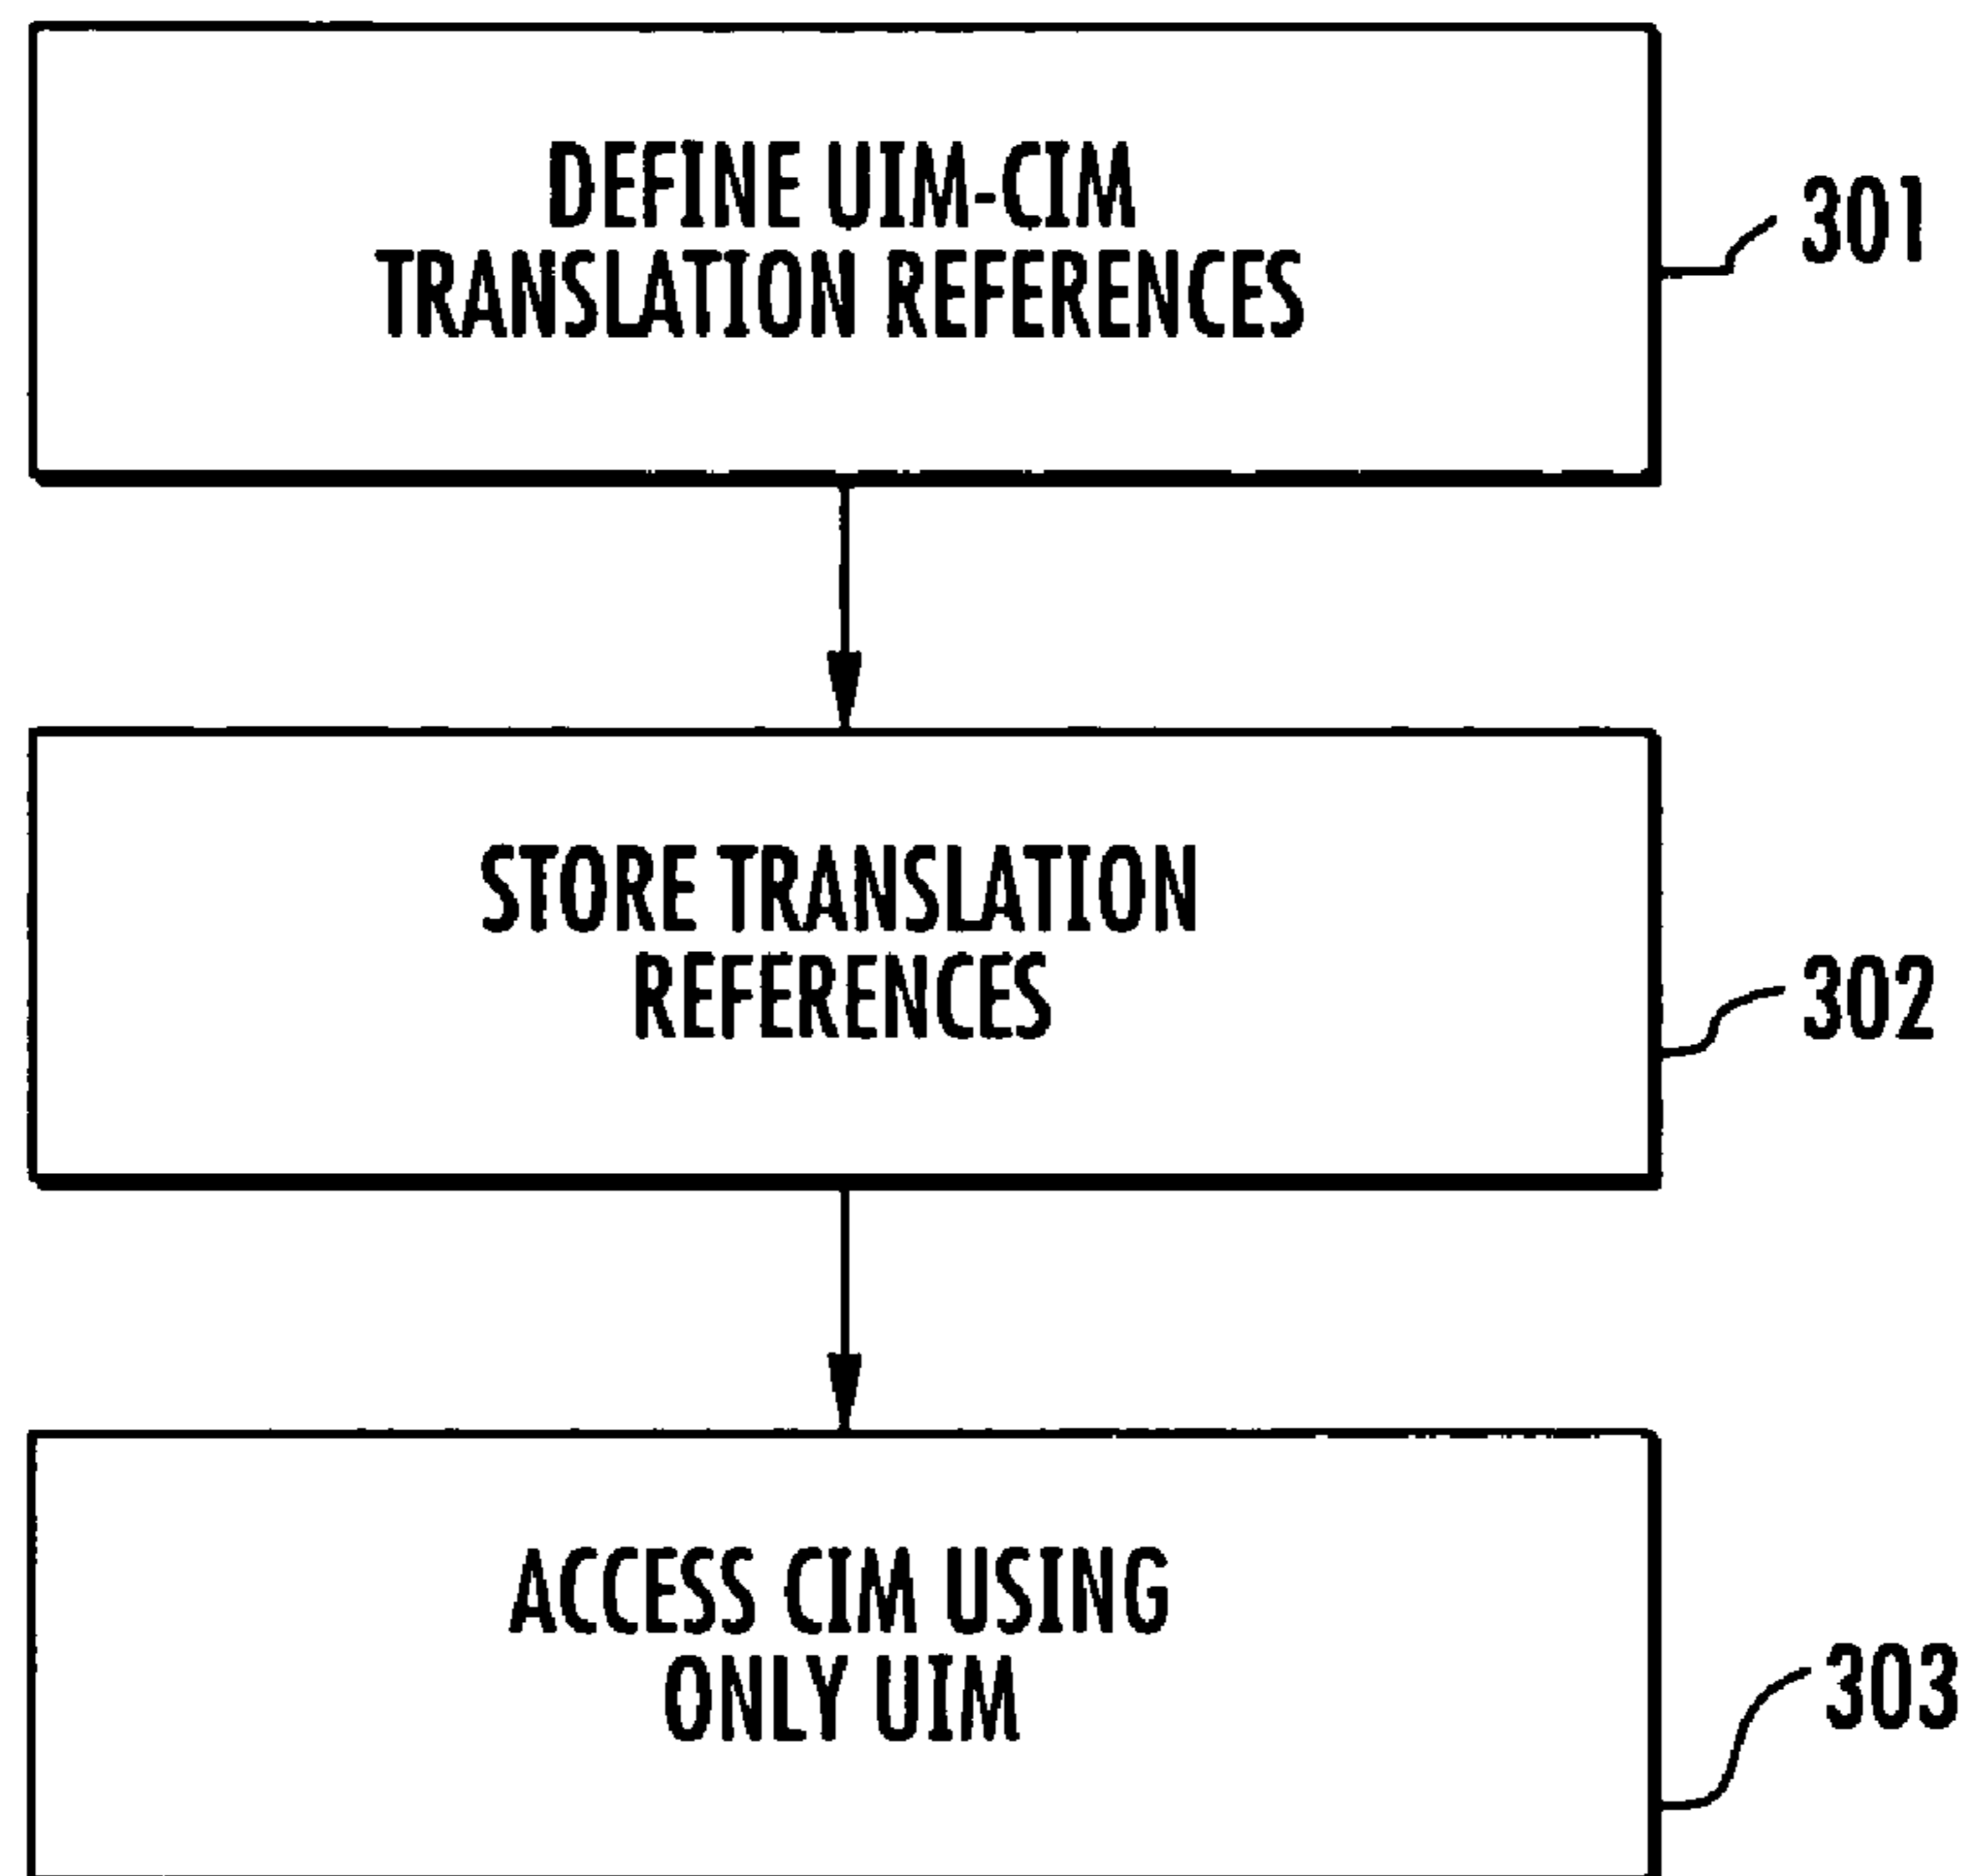 DEFINE UIM-CIM
TRANSLATION REFERENCES
301
STORE TRANSLATION
REFERENCES
302
ACCESS CIM USING
ONLY UIM
303